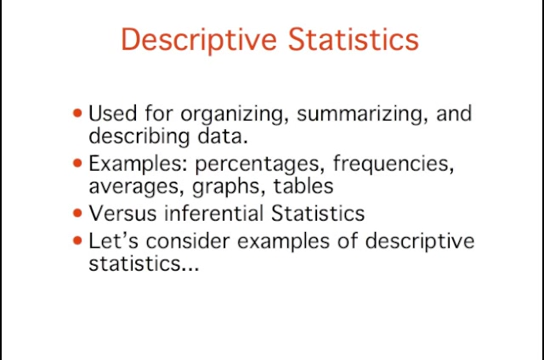 Descriptive Statistics
• Used for organizing, summarizing, and
describing data.
• Examples: percentages, frequencies,
averages, graphs, tables
• Versus inferential Statistics
• Let's consider examples of descriptive
statistics...